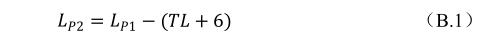 L_{P2} = L_{P1} − (TL + 6) （B.1）